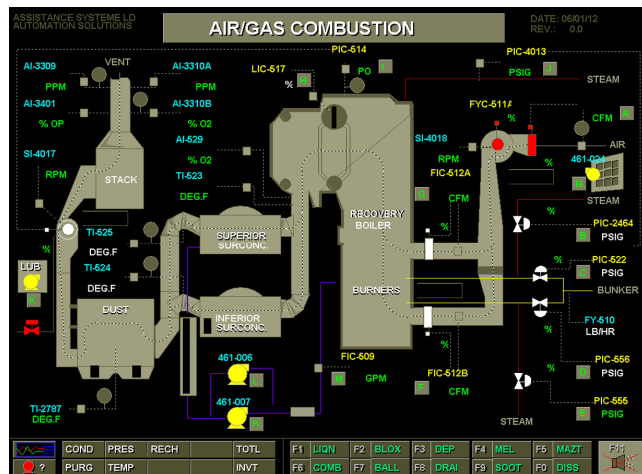 ASSISTANCE SYSTEME LD
AUTOMATION SOLUTIONS
AIR/GAS COMBUSTION
DATE: 06/01/12
REV.: 0.0
PIC-514
PIC-4013
AI-3309
VENT
AI-3310A
LIC-517
PO
I
PSIG
J
PPM
PPM
%
H
STEAM
AI-3401
AI-3310B
FYC-511A
% OP
% O2
%
CFM
A
AI-529
SI-4018
AIR
SI-4017
% O2
RPM
%
461-024
RPM
STACK
TI-523
FIC-512A
N
DEG.F
G
CFM
STEAM
TI-525
SUPERIOR
SURCONC.
RECOVERY
BOILER
%
PIC-2464
%
DEG.F
B
PSIG
LUB
TI-524
%
PIC-522
K
DEG.F
C
PSIG
BURNERS
BUNKER
DUST
INFERIOR
SURCONC.
FY-510
LB/HR
%
461-006
FIC-509
%
%
PIC-556
L
M
GPM
FIC-512B
D
PSIG
TI-2787
461-007
F
CFM
%
PIC-555
DEG.F
K
E
PSIG
STEAM
COND
PRES
RECH
TOTL
F1
LIQN
F2
BLOX
F3
DEP
F4
MEL
F5
MAZT
F11
?
PURG
TEMP
INVT
F6
COMB
F7
BALL
F8
DRAI
F9
SOOT
F0
DISS